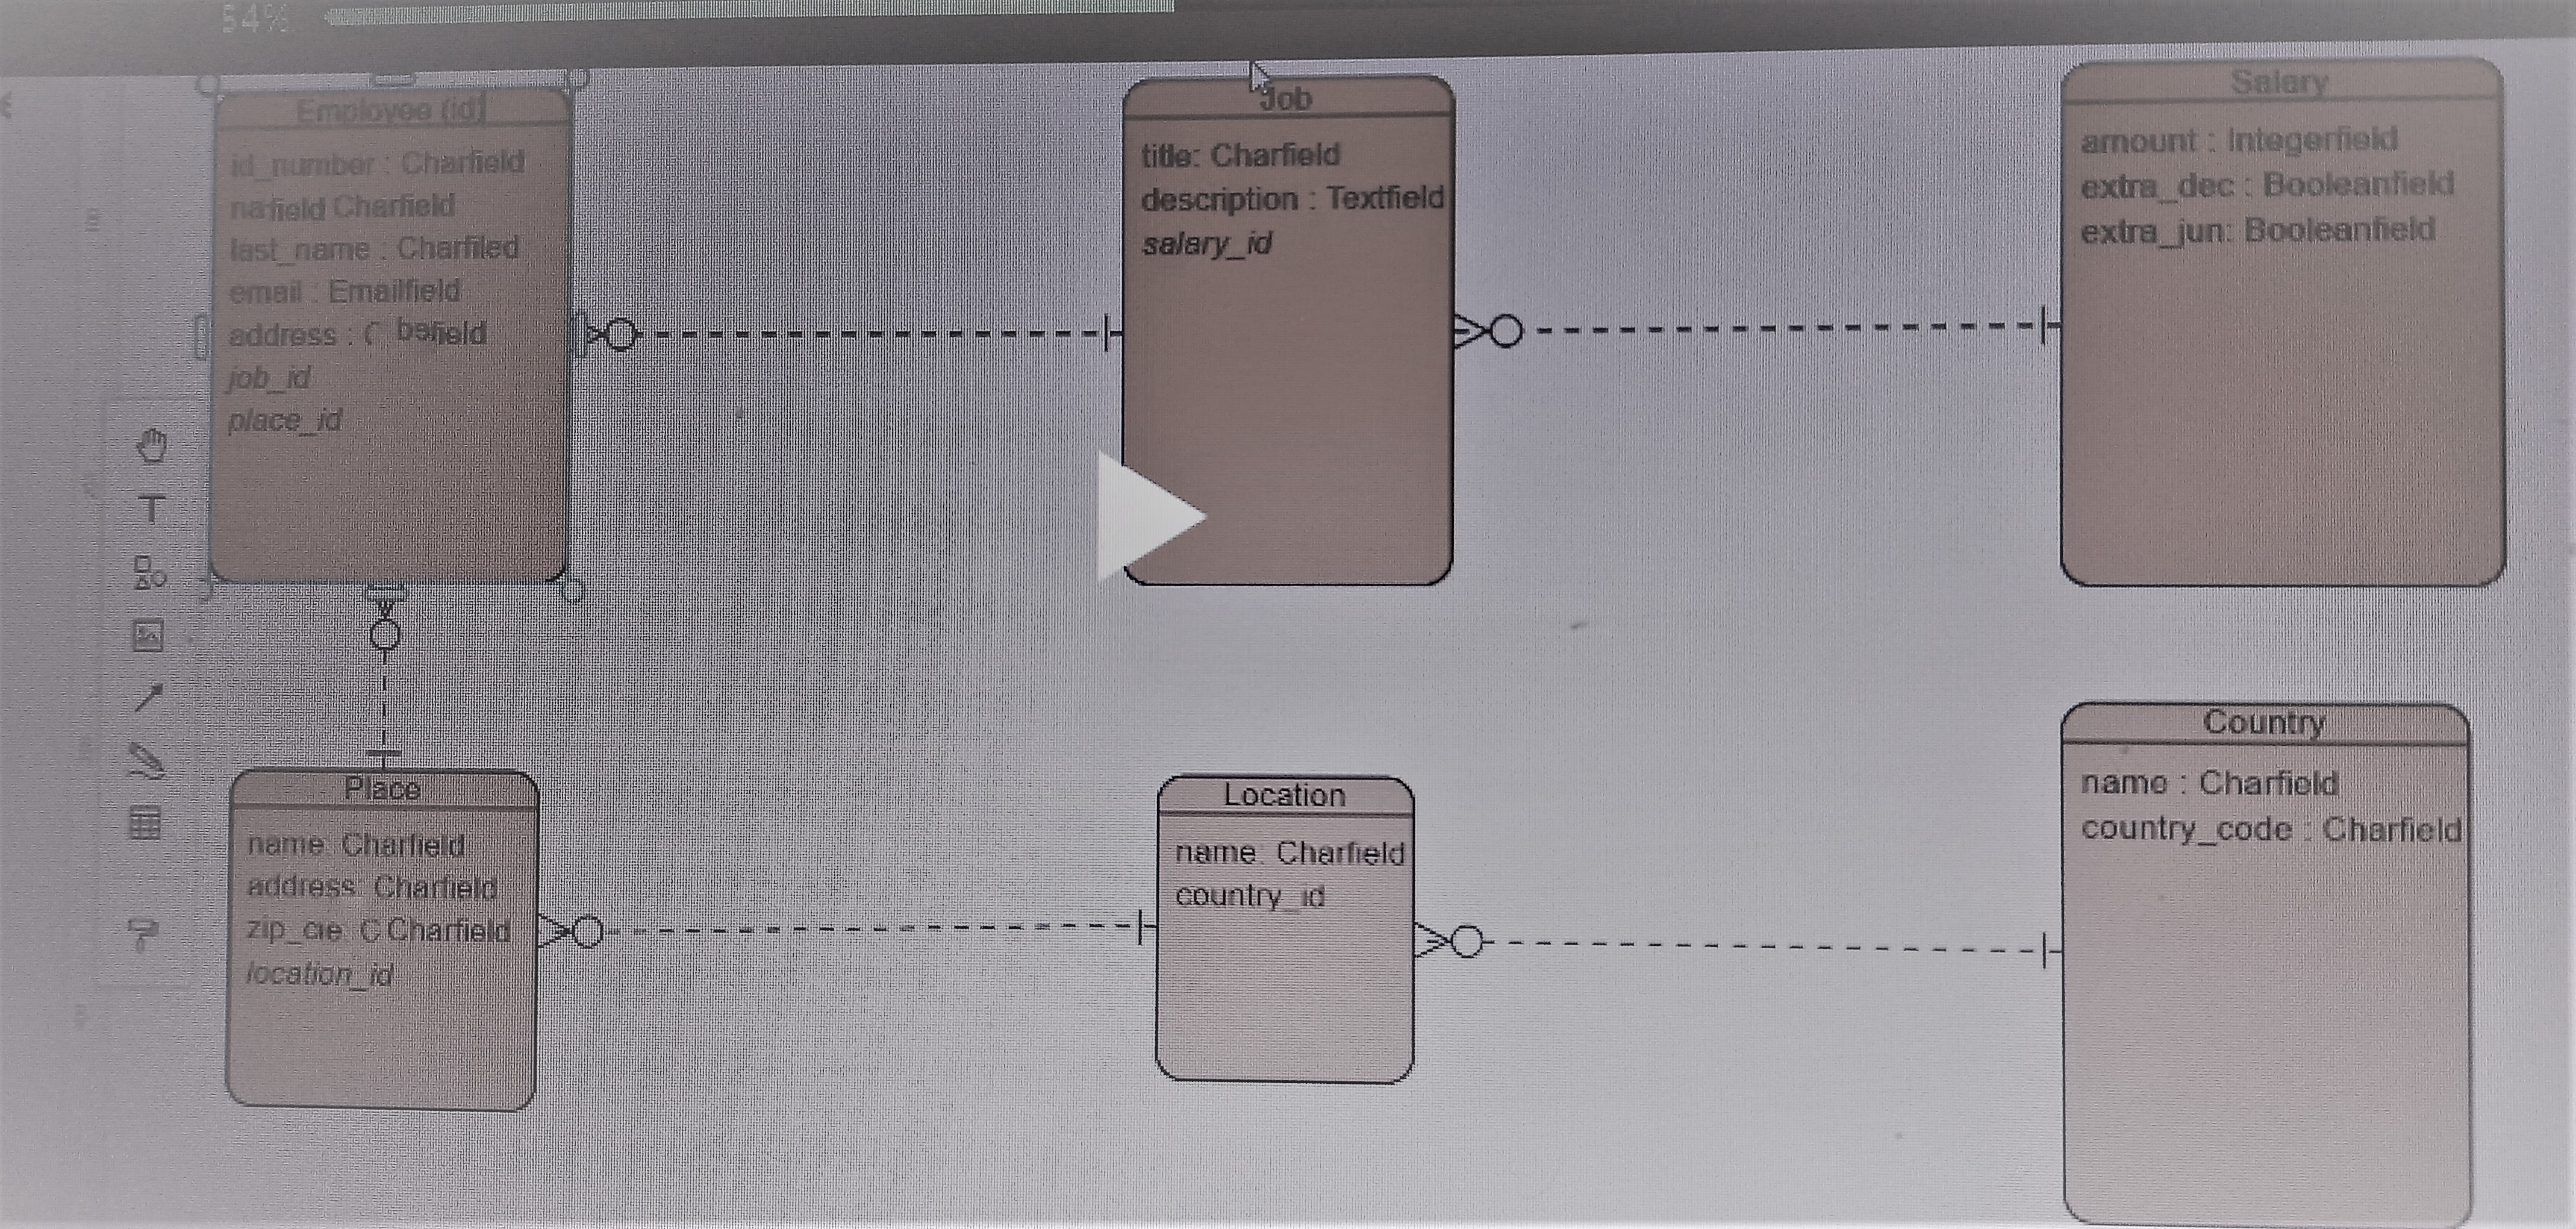 54%
Employee (id)
id_number : Charfield
nafield Charfield
last_name : Charfiled
email : Emailfield
address :
job_id
place_id
Job
title: Charfield
description : Textfield
salary_id
Salary
amount : Integerfield
extra_dec : Booleanfield
extra_jun: Booleanfield
Place
name: Charfield
address: Charfield
Charfield
location_id
Location
name: Charfield
country_id
Country
name : Charfield
country_code : Charfield
T